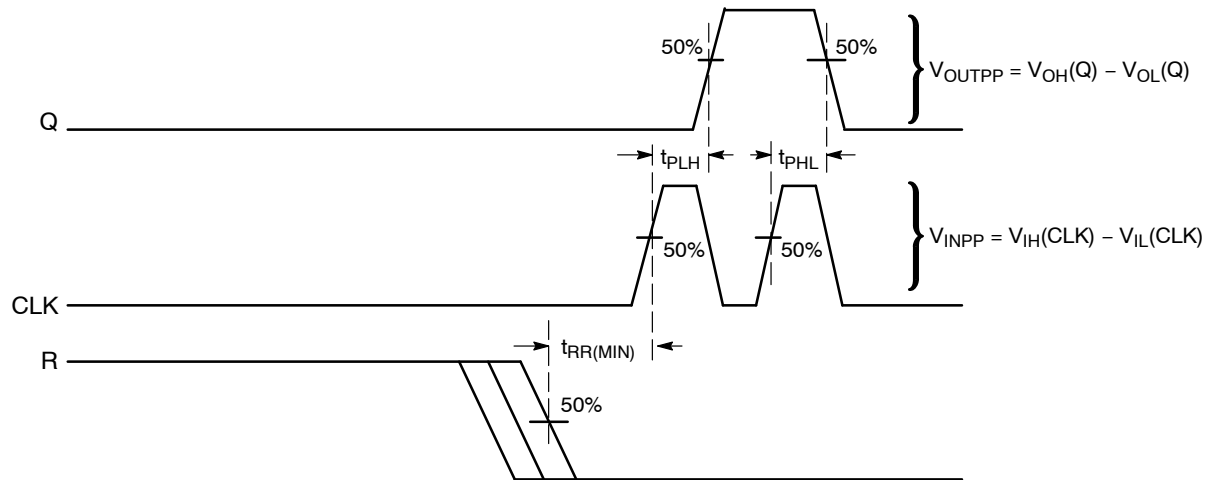 50%
50%
V_OUTPP = V_OH(Q) − V_OL(Q)
Q
t_PLH
t_PHL
50%
50%
V_INPP = V_IH(CLK) − V_IL(CLK)
CLK
t_RR(MIN)
R
50%